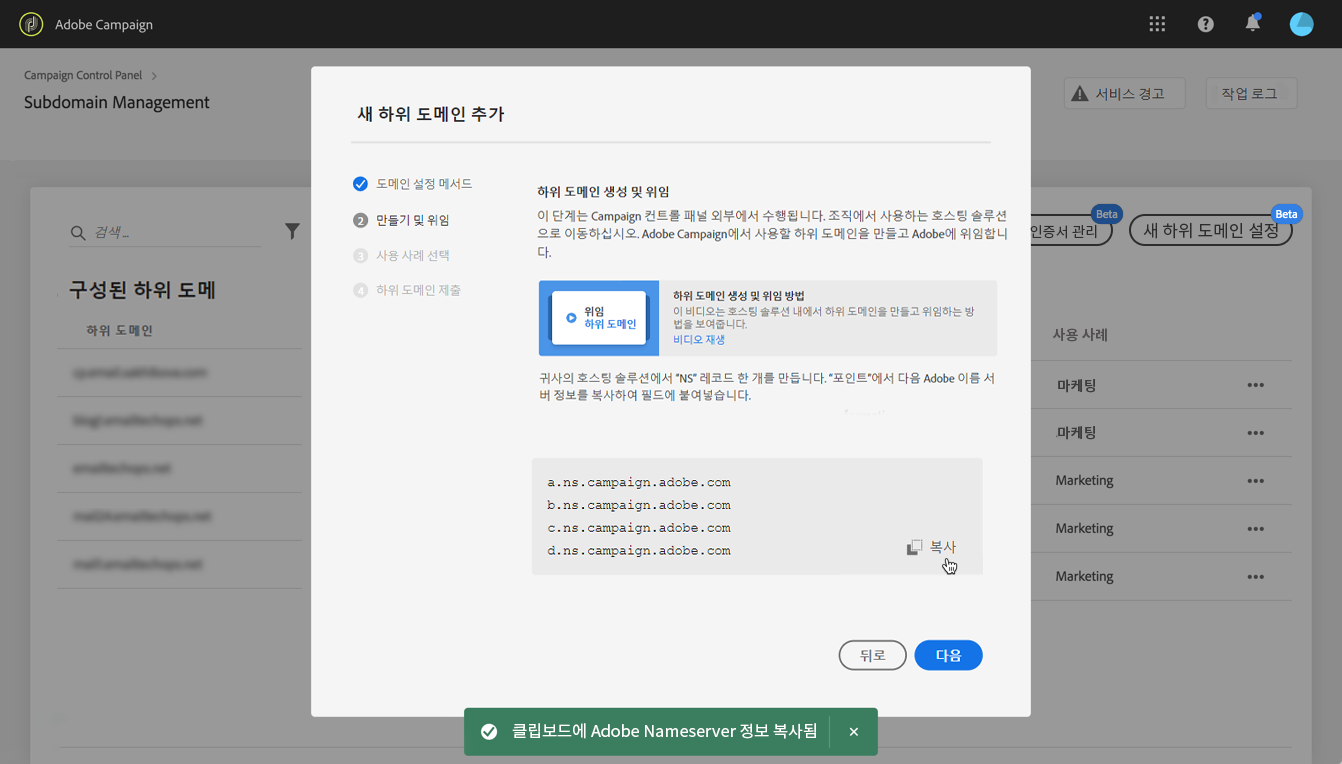 Adobe Campaign
Campaign Control Panel
Subdomain Management
서비스 경고
작업 로그
검색...
구성된 하위 도메
하위 도메인
인증서 관리
Beta
새 하위 도메인 설정
Beta
사용 사례
마케팅
마케팅
Marketing
Marketing
Marketing
새 하위 도메인 추가
도메인 설정 메서드
2 만들기 및 위임
3 사용 사례 선택
4 하위 도메인 제출
하위 도메인 생성 및 위임
이 단계는 Campaign 컨트롤 패널 외부에서 수행됩니다. 조직에서 사용하는 호스팅 솔루션
으로 이동하십시오. Adobe Campaign에서 사용할 하위 도메인을 만들고 Adobe에 위임합니
다.
위임
하위 도메인
하위 도메인 생성 및 위임 방법
이 비디오는 호스팅 솔루션 내에서 하위 도메인을 만들고 위임하는 방
법을 보여줍니다.
비디오 재생
귀사의 호스팅 솔루션에서 “NS” 레코드 한 개를 만듭니다. “포인트”에서 다음 Adobe 이름 서
버 정보를 복사하여 필드에 붙여넣습니다.
a.ns.campaign.adobe.com
b.ns.campaign.adobe.com
c.ns.campaign.adobe.com
d.ns.campaign.adobe.com
복사
뒤로
다음
클립보드에 Adobe Nameserver 정보 복사됨